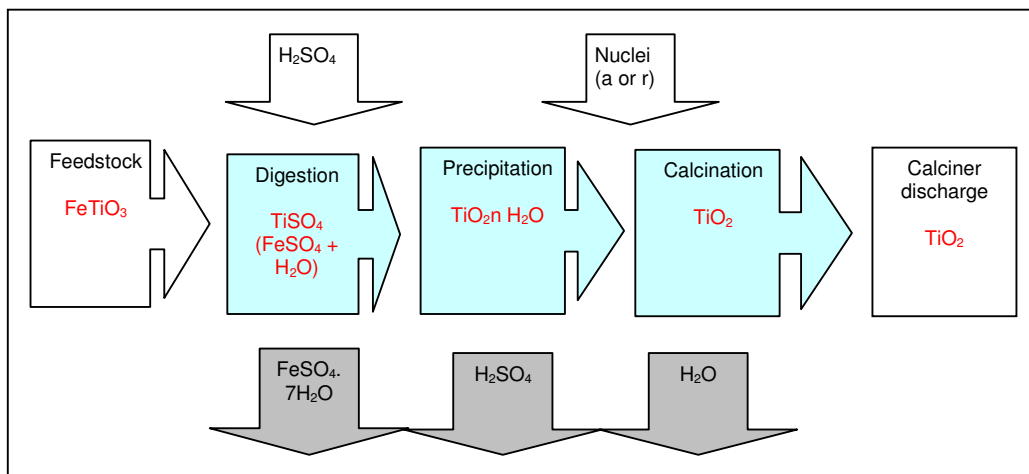 H₂SO₄
Nuclei
(a or r)
Feedstock
FeTiO₃
Digestion
TiSO₄
(FeSO₄ +
H₂O)
Precipitation
TiO₂n H₂O
Calcination
TiO₂
Calciner
discharge
TiO₂
FeSO₄.
7H₂O
H₂SO₄
H₂O